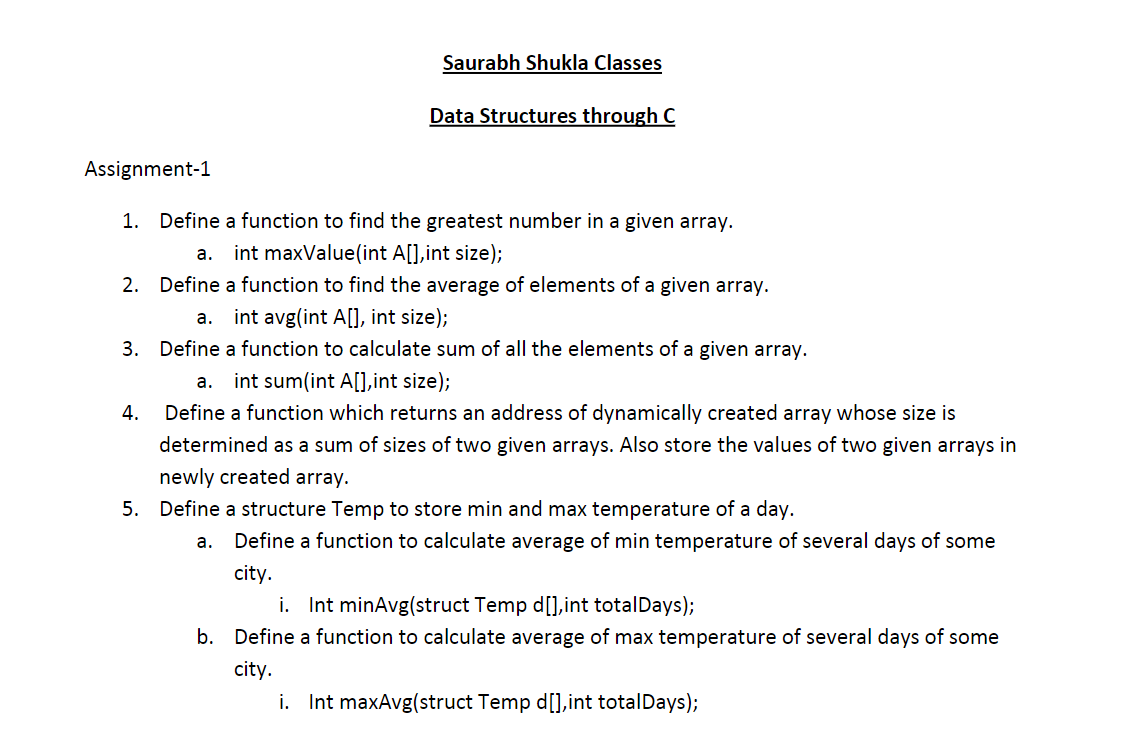 Saurabh Shukla Classes
Data Structures through C
Assignment-1
1. Define a function to find the greatest number in a given array.
a. int maxValue(int A[],int size);
2. Define a function to find the average of elements of a given array.
a. int avg(int A[], int size);
3. Define a function to calculate sum of all the elements of a given array.
a. int sum(int A[],int size);
4. Define a function which returns an address of dynamically created array whose size is
determined as a sum of sizes of two given arrays. Also store the values of two given arrays in
newly created array.
5. Define a structure Temp to store min and max temperature of a day.
a. Define a function to calculate average of min temperature of several days of some
city.
i. Int minAvg(struct Temp d[],int totalDays);
b. Define a function to calculate average of max temperature of several days of some
city.
i. Int maxAvg(struct Temp d[],int totalDays);